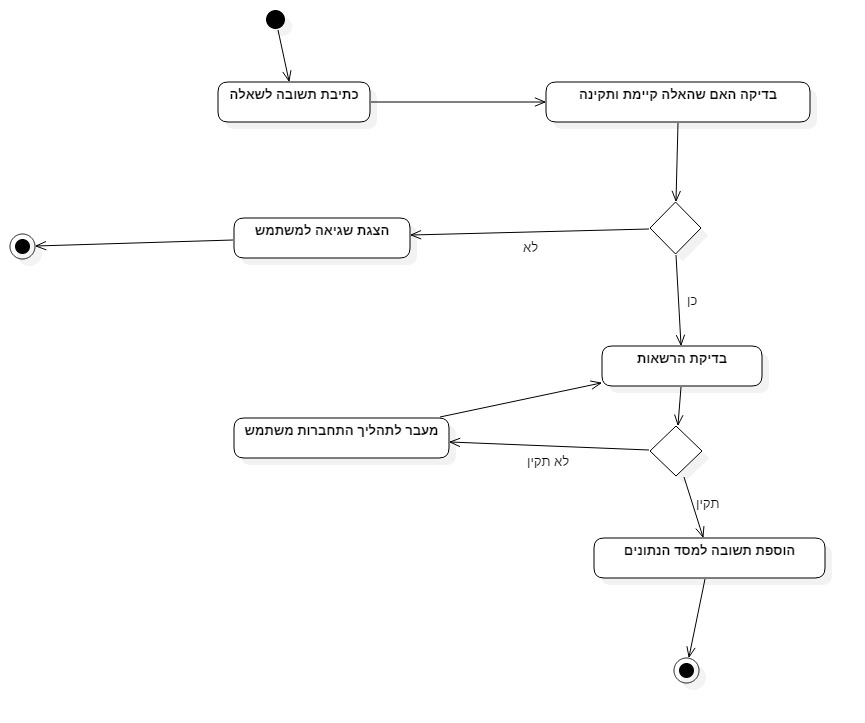 כתיבת תשובה לשאלה
בדיקה האם שהאלה קיימת ותקינה
הצגת שגיאה למשתמש
לא
כן
בדיקת הרשאות
מעבר לתהליך התחברות משתמש
לא תקין
תקין
הוספת תשובה למסד הנתונים